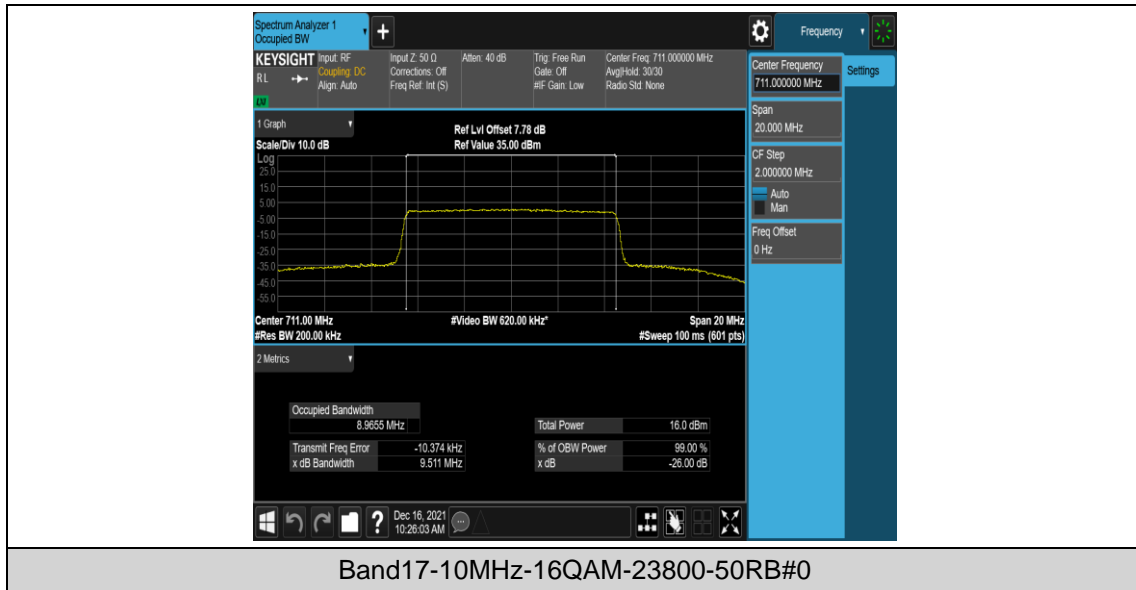 Spectrum Analyzer 1
Occupied BW
+
Frequency
KEYSIGHT
RL
LXI
Input: RF
Coupling: DC
Align: Auto
Input Z: 50 Ω
Corrections: Off
Freq Ref: Int (S)
Atten: 40 dB
Trig: Free Run
Gate: Off
#IF Gain: Low
Center Freq: 711.000000 MHz
Avg|Hold: 30/30
Radio Std: None
Center Frequency
711.000000 MHz
Settings
Span
20.000 MHz
CF Step
2.000000 MHz
Auto
Man
Freq Offset
0 Hz
1 Graph
Ref Lvl Offset 7.78 dB
Scale/Div 10.0 dB
Ref Value 35.00 dBm
Log
25.0
15.0
5.00
-5.00
-15.0
-25.0
-35.0
-45.0
-55.0
Center 711.00 MHz
#Video BW 620.00 kHz*
Span 20 MHz
#Res BW 200.00 kHz
#Sweep 100 ms (601 pts)
2 Metrics
Occupied Bandwidth
8.9655 MHz
Total Power 16.0 dBm
Transmit Freq Error -10.374 kHz
% of OBW Power 99.00 %
x dB Bandwidth 9.511 MHz
x dB -26.00 dB
?
Dec 16, 2021
10:26:03 AM
Band17-10MHz-16QAM-23800-50RB#0